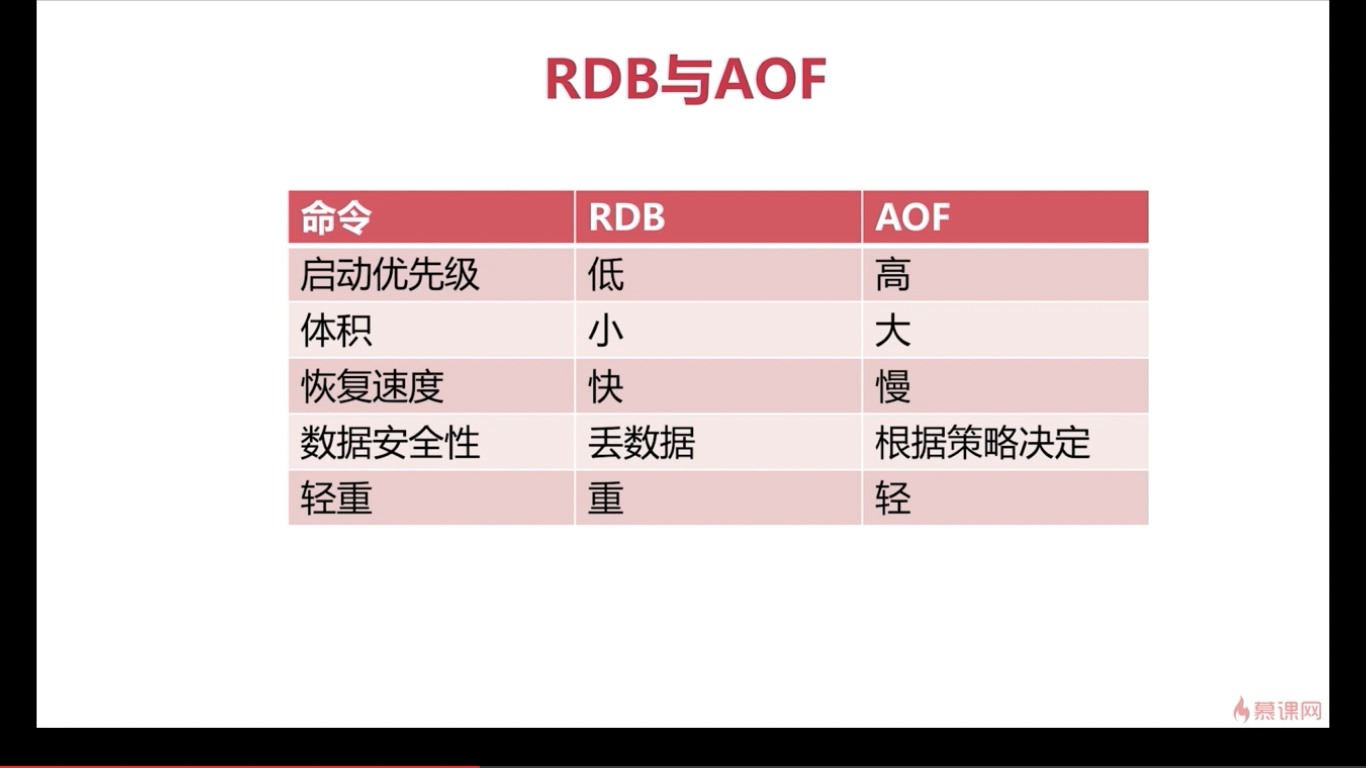 RDB与AOF
命令 RDB AOF
启动优先级 低 高
体积 小 大
恢复速度 快 慢
数据安全性 丢数据 根据策略决定
轻重 重 轻
慕课网